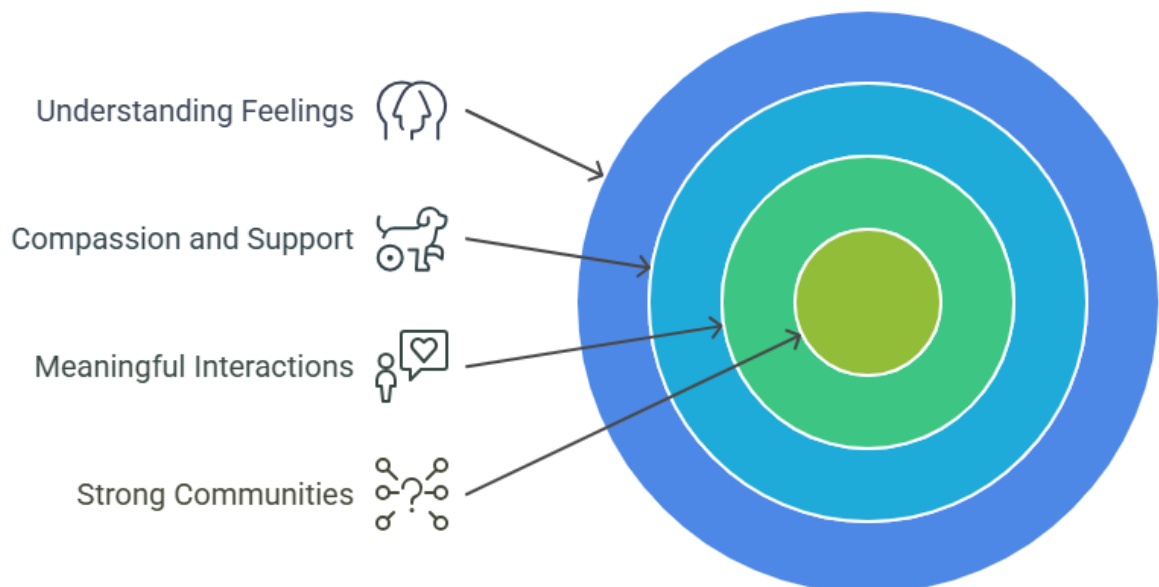 Understanding Feelings
Compassion and Support
Meaningful Interactions
Strong Communities